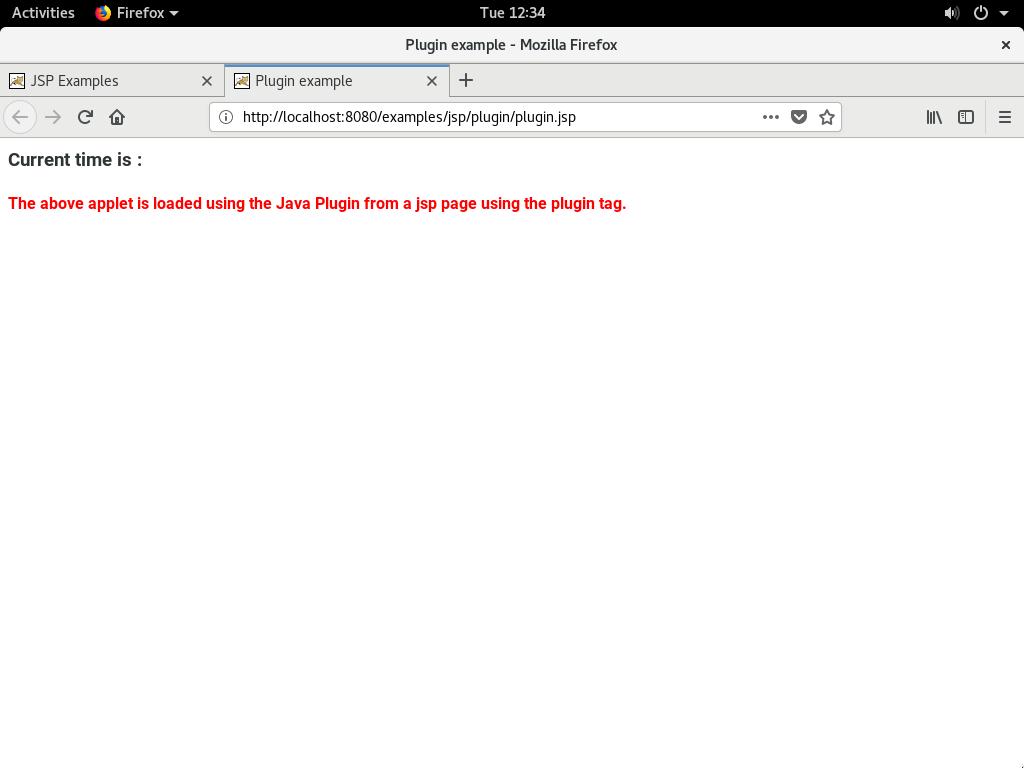 Activities Firefox Tue 12:34
Plugin example - Mozilla Firefox
JSP Examples Plugin example
http://localhost:8080/examples/jsp/plugin/plugin.jsp
Current time is :
The above applet is loaded using the Java Plugin from a jsp page using the plugin tag.